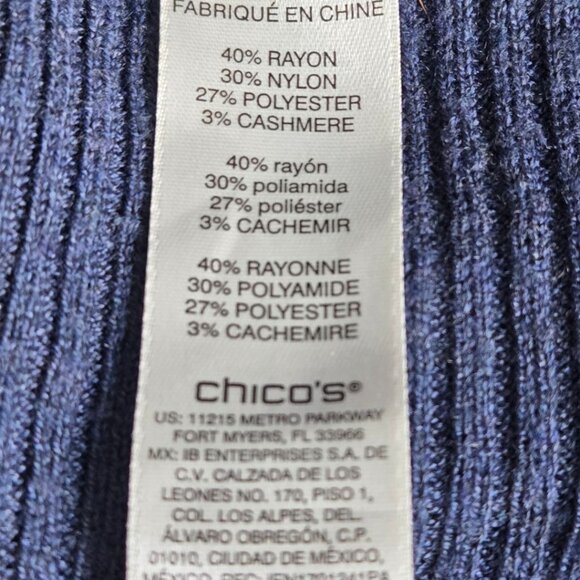 FABRIQUÉ EN CHINE
40% RAYON
30% NYLON
27% POLYESTER
3% CASHMERE
40% rayón
30% poliamida
27% poliéster
3% CACHEMIR
40% RAYONNE
30% POLYAMIDE
27% POLYESTER
3% CACHEMIRE
chico's®
US: 11215 METRO PARKWAY
FORT MYERS, FL 33966
MX: IB ENTERPRISES S.A. DE
C.V. CALZADA DE LOS
LEONES NO. 170, PISO 1,
COL. LOS ALPES, DEL.
ÁLVARO OBREGÓN, C.P.
01010, CIUDAD DE MÉXICO,
MÉXICO, RFC: